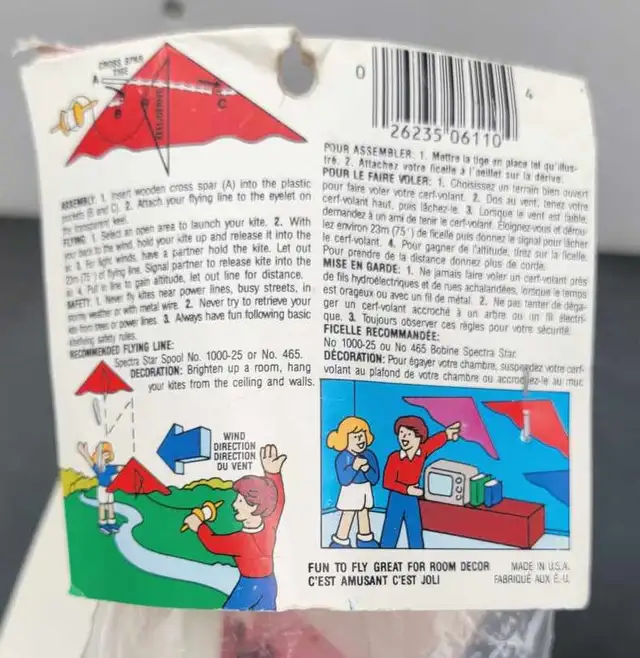 CROSS SPAR
TIRE
A
B
C
ASSEMBLY: 1. Insert wooden cross spar (A) into the plastic
pockets (B and C). 2. Attach your flying line to the eyelet on
the transparent keel.
FLYING: 1. Select an open area to launch your kite. 2. With
your back to the wind, hold your kite up and release it into the
air. 3. For light winds, have a partner hold the kite. Let out
23m (75') of flying line. Signal partner to release kite into the
air. 4. Pull in line to gain altitude, let out line for distance.
SAFETY: 1. Never fly kites near power lines, busy streets, in
stormy weather or with metal wire. 2. Never try to retrieve your
kites from trees or power lines. 3. Always have fun following basic
kiteflying safety rules.
RECOMMENDED FLYING LINE:
Spectra Star Spool No. 1000-25 or No. 465.
DECORATION: Brighten up a room, hang
your kites from the ceiling and walls.
WIND
DIRECTION
DIRECTION
DU VENT
0
4
26235 06110
POUR ASSEMBLER: 1. Mettre la tige en place tel qu'illus-
tré. 2. Attachez votre ficelle à l'oeillet sur la dérive.
POUR LE FAIRE VOLER: 1. Choisissez un terrain bien ouvert
pour faire voler votre cerf-volant. 2. Dos au vent, tenez votre
cerf-volant haut, puis lâchez-le. 3. Lorsque le vent est faible,
demandez à un ami de tenir le cerf-volant. Éloignez-vous et dérou-
lez environ 23m (75') de ficelle puis donnez le signal pour lâcher
le cerf-volant. 4. Pour gagner de l'altitude, tirez sur la ficelle.
Pour prendre de la distance donnez plus de corde.
MISE EN GARDE: 1. Ne jamais faire voler un cerf-volant près
de fils hydroélectriques et de rues achalandées, lorsque le temps
est orageux ou avec un fil de métal. 2. Ne pas tenter de déga-
ger un cerf-volant accroché à un arbre ou un fil électri-
que. 3. Toujours observer ces règles pour votre sécurité.
FICELLE RECOMMANDÉE:
No 1000-25 ou No 465 Bobine Spectra Star.
DÉCORATION: Pour égayer votre chambre, suspendez votre cerf-
volant au plafond de votre chambre ou accrochez-le au mur.
FUN TO FLY GREAT FOR ROOM DECOR
C'EST AMUSANT C'EST JOLI
MADE IN U.S.A.
FABRIQUÉ AUX É.-U.